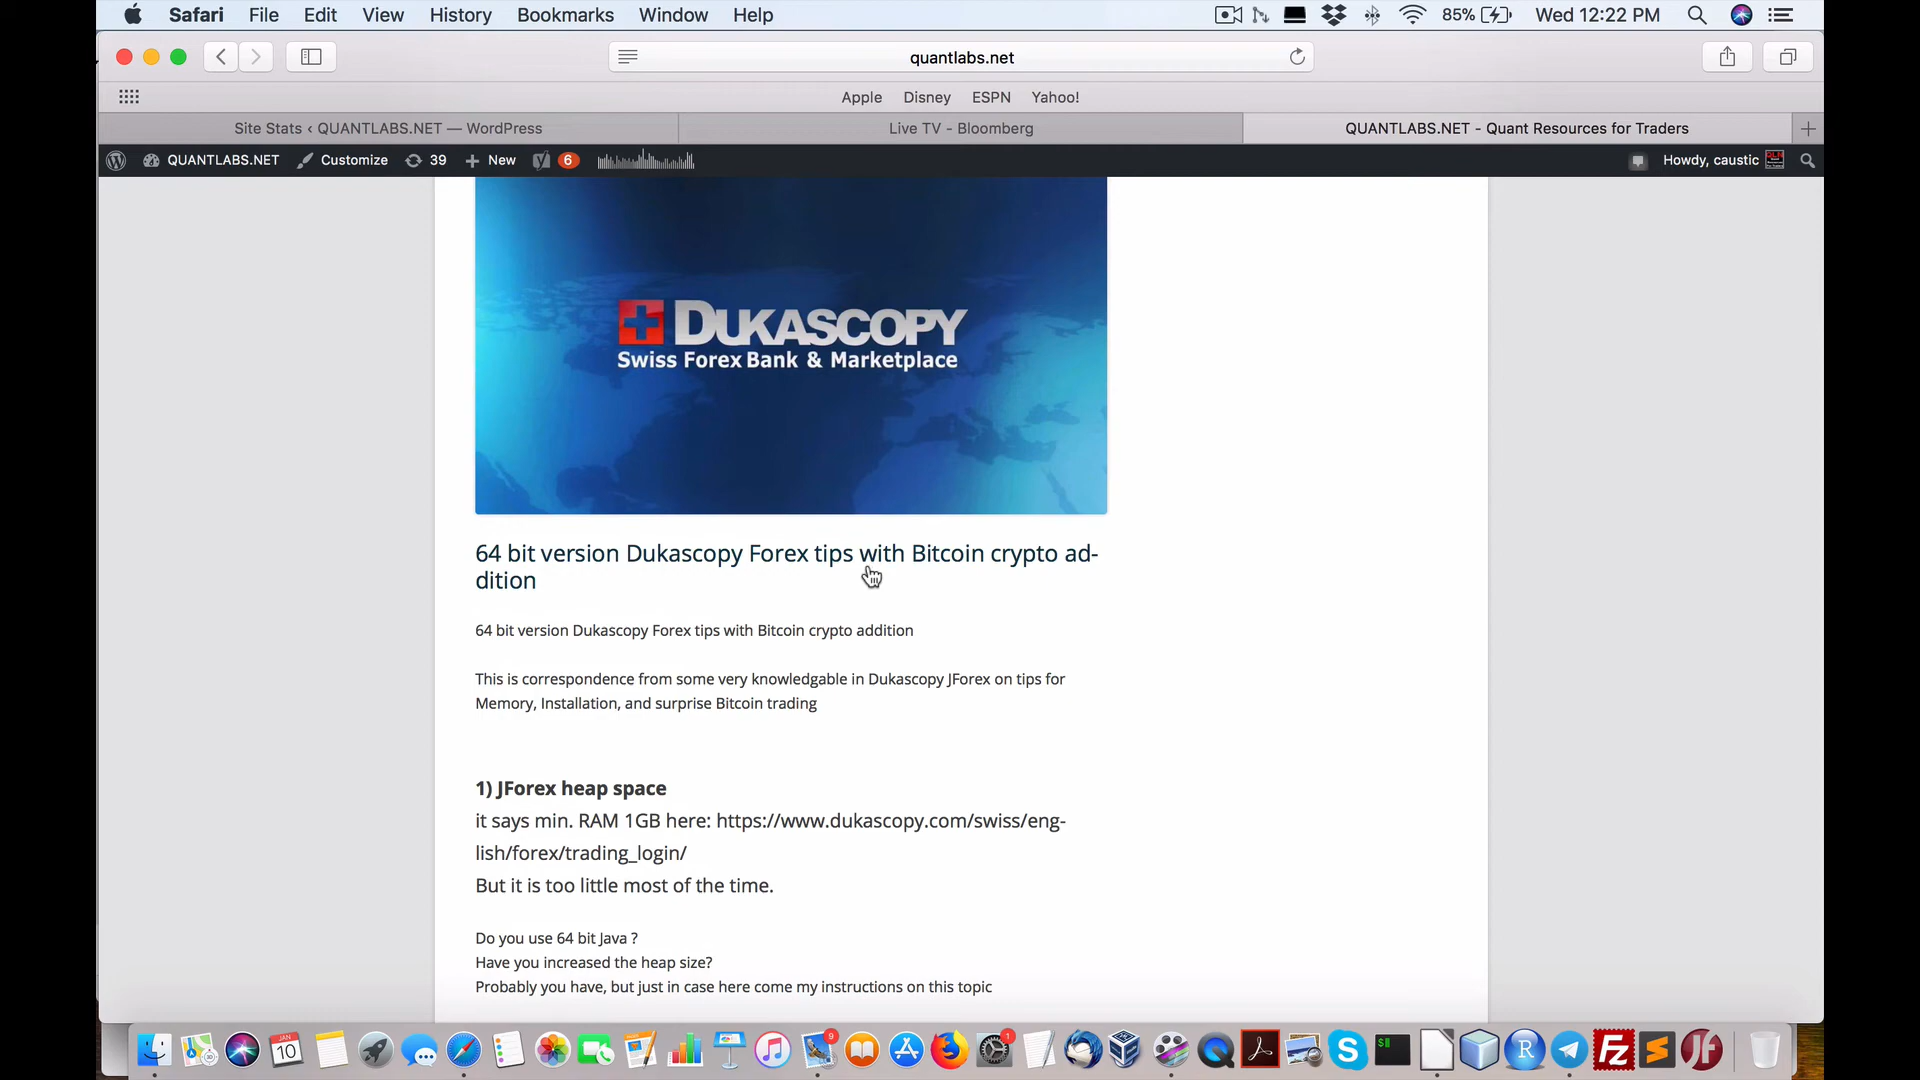 Safari File Edit View History Bookmarks Window Help 85% Wed 12:22 PM
quantlabs.net
Apple Disney ESPN Yahoo!
Site Stats ‹ QUANTLABS.NET — WordPress Live TV - Bloomberg QUANTLABS.NET - Quant Resources for Traders
QUANTLABS.NET Customize 39 New 6 Howdy, caustic
DUKASCOPY
Swiss Forex Bank & Marketplace
64 bit version Dukascopy Forex tips with Bitcoin crypto ad-
dition
64 bit version Dukascopy Forex tips with Bitcoin crypto addition
This is correspondence from some very knowledgable in Dukascopy JForex on tips for
Memory, Installation, and surprise Bitcoin trading
1) JForex heap space
it says min. RAM 1GB here: https://www.dukascopy.com/swiss/eng-
lish/forex/trading_login/
But it is too little most of the time.
Do you use 64 bit Java ?
Have you increased the heap size?
Probably you have, but just in case here come my instructions on this topic
JAN
10
9
1
$
R
Fz
S
JF